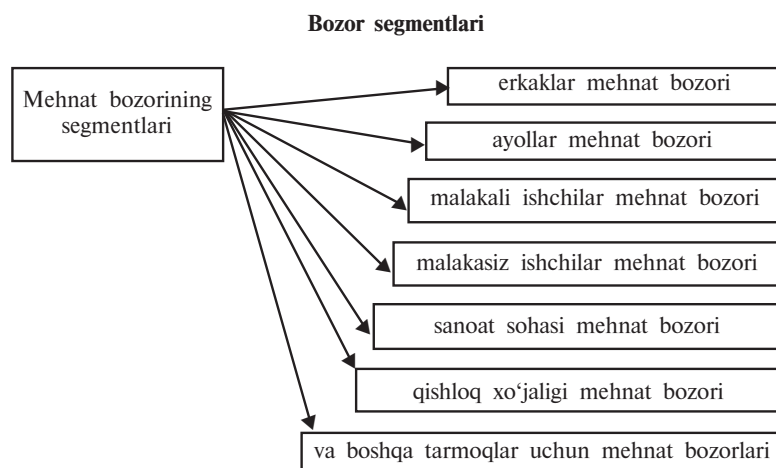 Bozor segmentlari
Mehnat bozorining
segmentlari
erkaklar mehnat bozori
ayollar mehnat bozori
malakali ishchilar mehnat bozori
malakasiz ishchilar mehnat bozori
sanoat sohasi mehnat bozori
qishloq xo‘jaligi mehnat bozori
va boshqa tarmoqlar uchun mehnat bozorlari